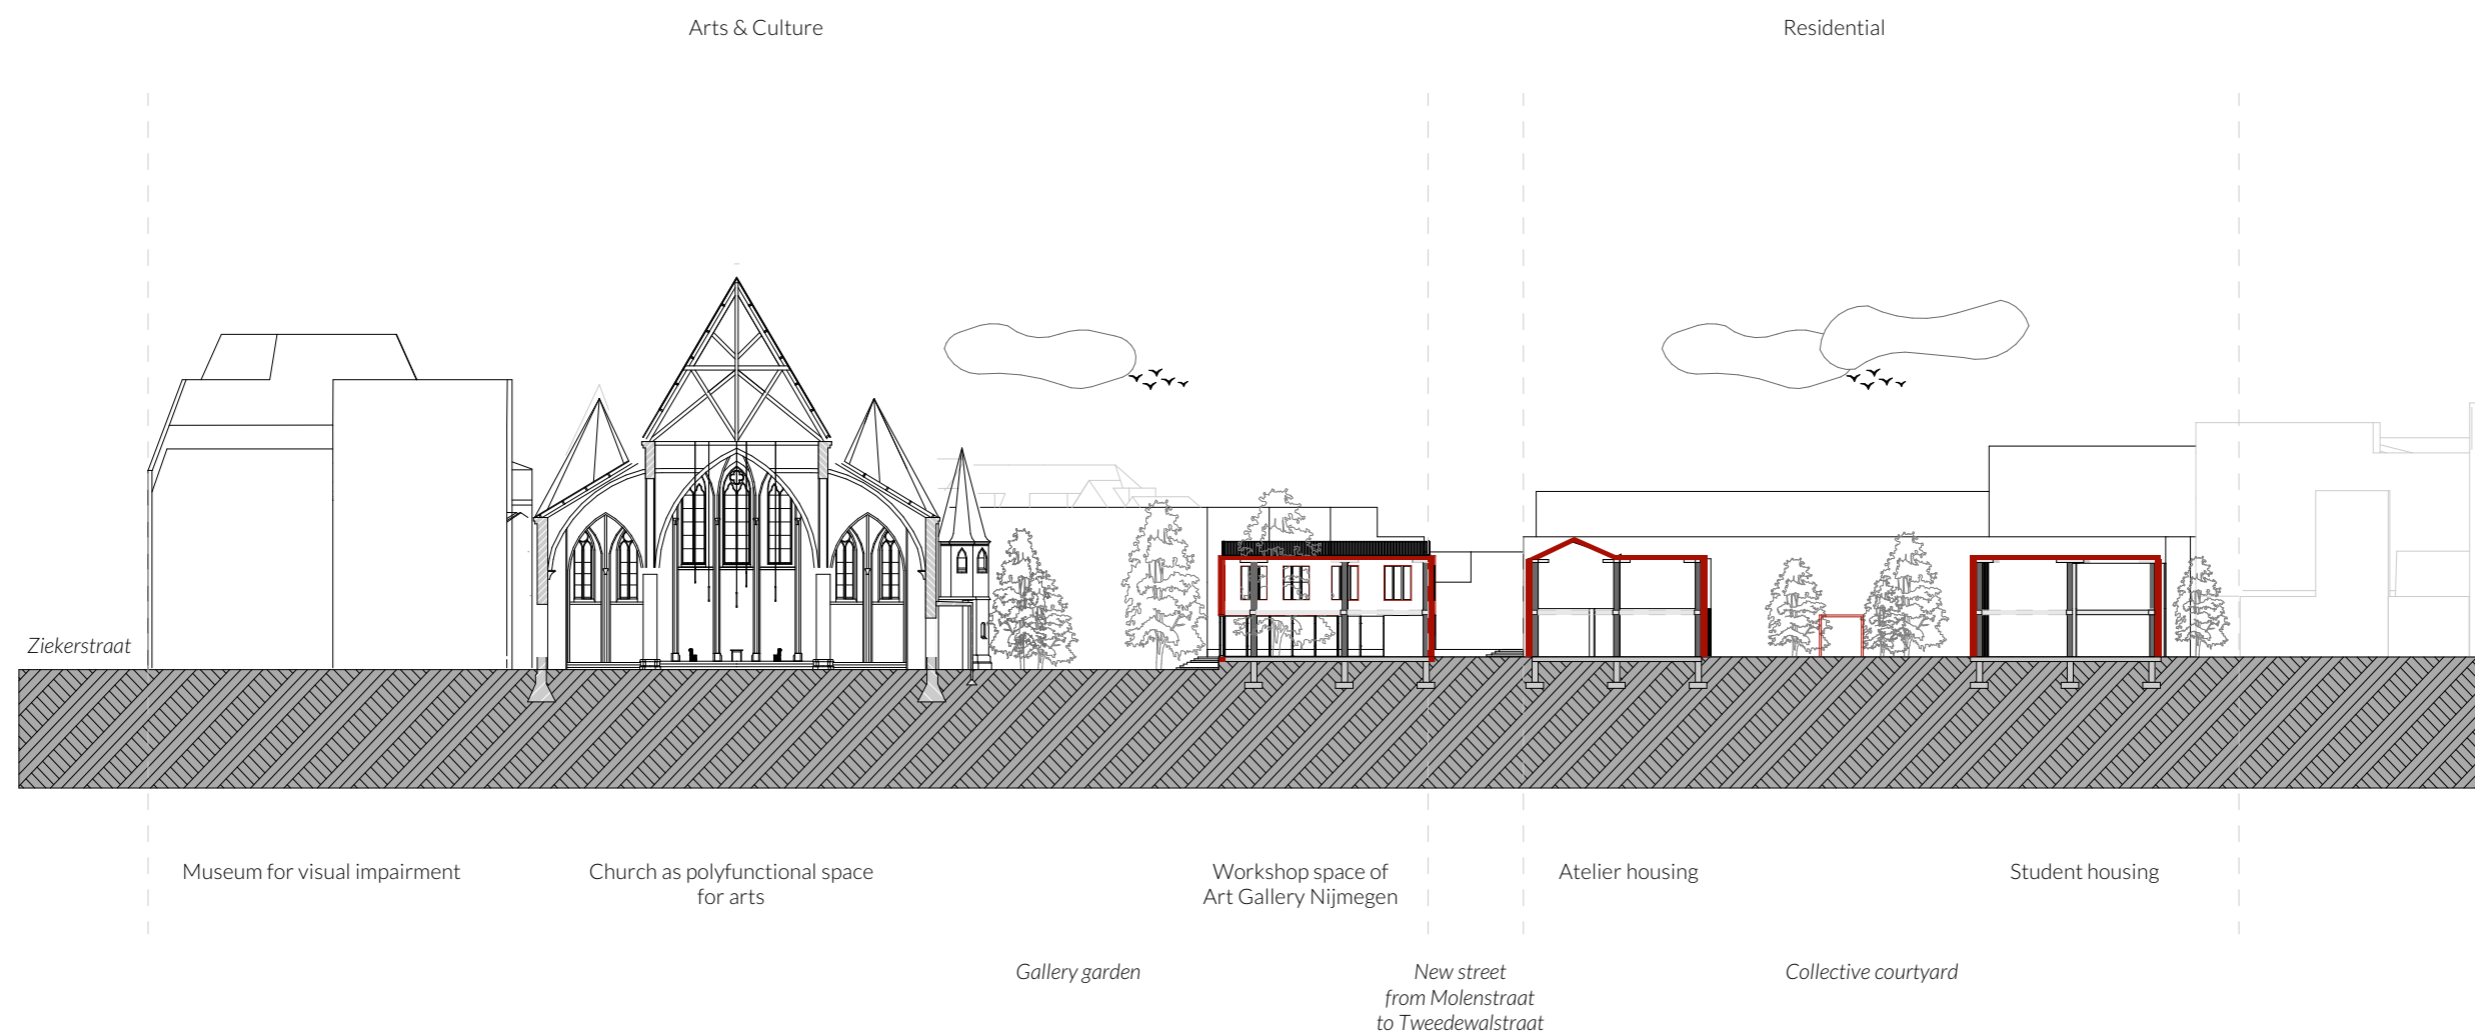 Arts & Culture
Residential
Ziekerstraat
Museum for visual impairment
Church as polyfunctional space
for arts
Workshop space of
Art Gallery Nijmegen
Atelier housing
Student housing
Gallery garden
New street
from Molenstraat
to Tweedewalstraat
Collective courtyard